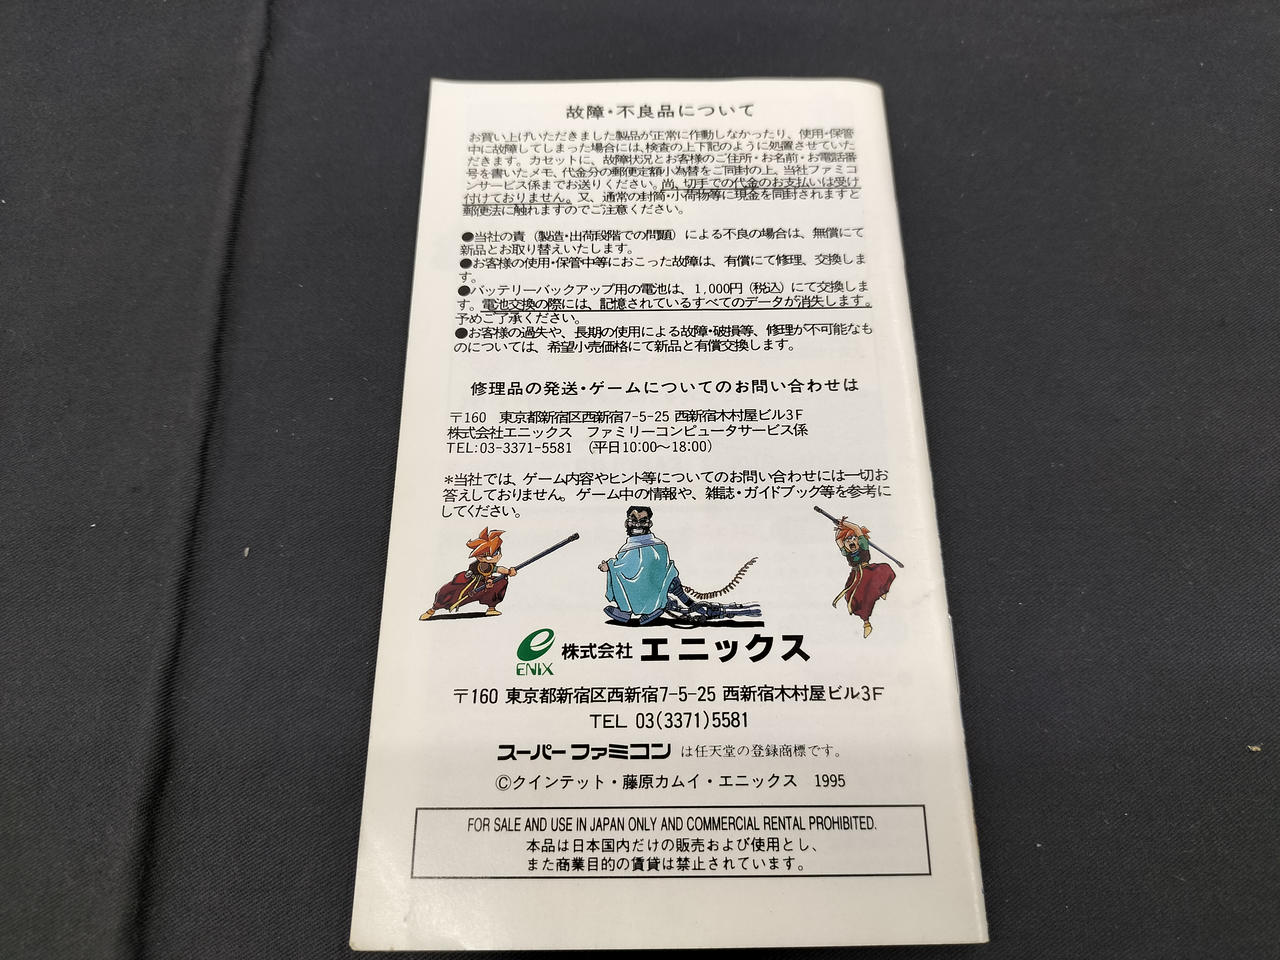 故障・不良品について
お買い上げいただきました製品が正常に作動しなかったり、使用・保管
中に故障してしまった場合には、検査の上下記のように処置させていた
だきます。カセットに、故障状況とお客様のご住所・お名前・お電話番
号を書いたメモ、代金分の郵便定額小為替をご同封の上、当社ファミコ
ンサービス係までお送りください。尚、切手での代金のお支払いは受け
付けておりません。又、通常の封筒・小荷物等に現金を同封されますと
郵便法に触れますのでご注意ください。
●当社の責（製造・出荷段階での問題）による不良の場合は、無償にて
新品とお取り替えいたします。
●お客様の使用・保管中等におこった故障は、有償にて修理、交換しま
す。
●バッテリーバックアップ用の電池は、1,000円（税込）にて交換しま
す。電池交換の際には、記憶されているすべてのデータが消失します。
予めご了承ください。
●お客様の過失や、長期の使用による故障・破損等、修理が不可能なも
のについては、希望小売価格にて新品と有償交換します。
修理品の発送・ゲームについてのお問い合わせは
〒160 東京都新宿区西新宿7-5-25 西新宿木村屋ビル3F
株式会社エニックス ファミリーコンピュータサービス係
TEL:03-3371-5581 （平日10:00〜18:00）
＊当社では、ゲーム内容やヒント等についてのお問い合わせには一切お
答えしておりません。ゲーム中の情報や、雑誌・ガイドブック等を参考に
してください。
ENIX 株式会社 エニックス
〒160 東京都新宿区西新宿7-5-25 西新宿木村屋ビル3F
TEL 03(3371)5581
スーパーファミコン は任天堂の登録商標です。
©クインテット・藤原カムイ・エニックス 1995
FOR SALE AND USE IN JAPAN ONLY AND COMMERCIAL RENTAL PROHIBITED.
本品は日本国内だけの販売および使用とし、
また商業目的の賃貸は禁止されています。